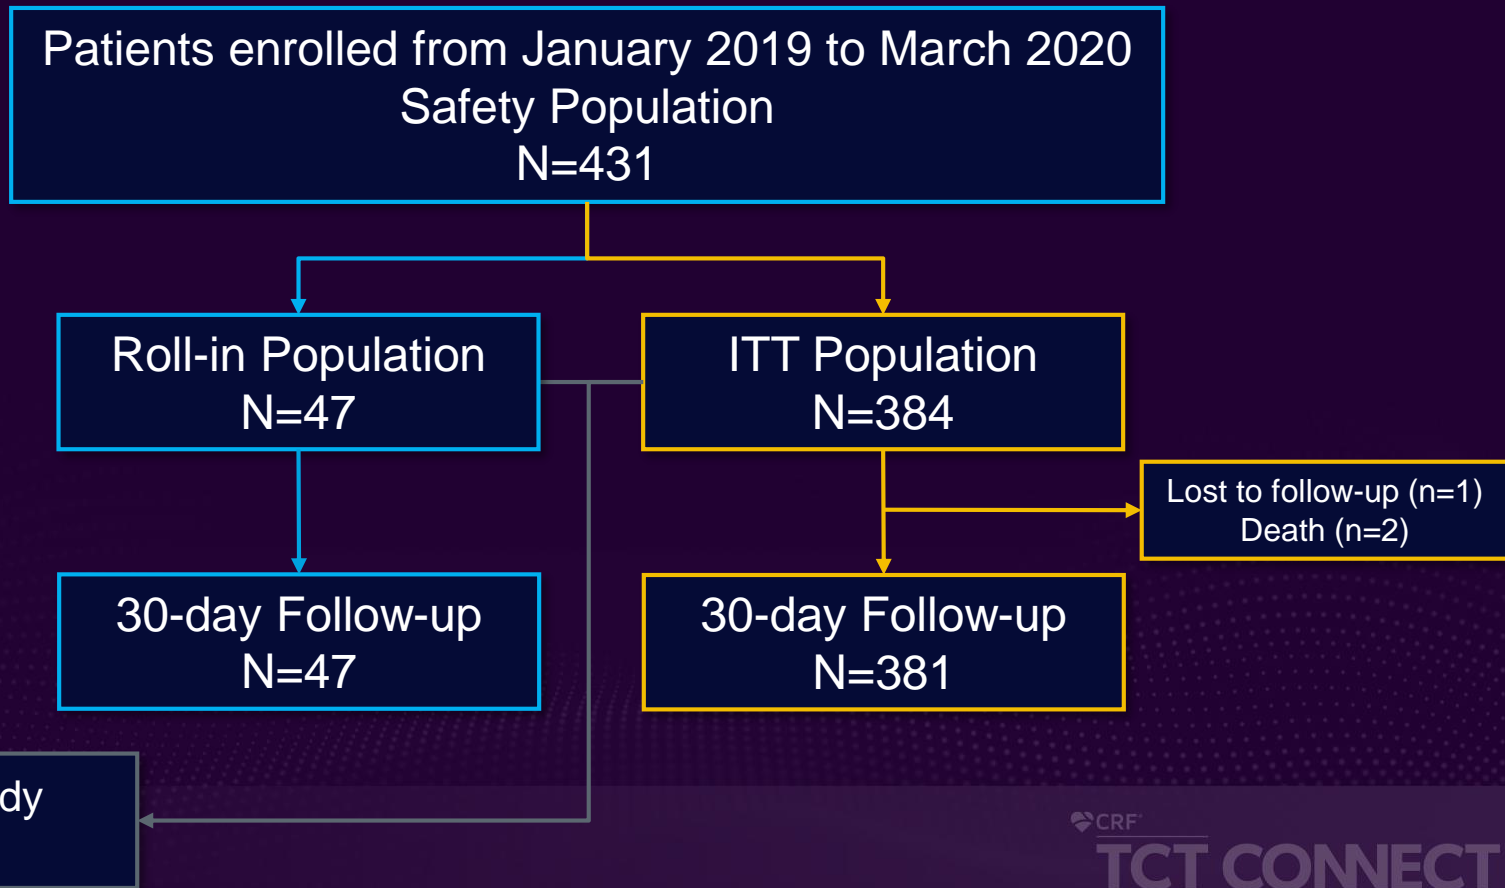 Patients enrolled from January 2019 to March 2020
Safety Population
N=431
Roll-in Population
N=47
ITT Population
N=384
Lost to follow-up (n=1)
Death (n=2)
30-day Follow-up
N=47
30-day Follow-up
N=381
dy
CRF
TCT CONNECT